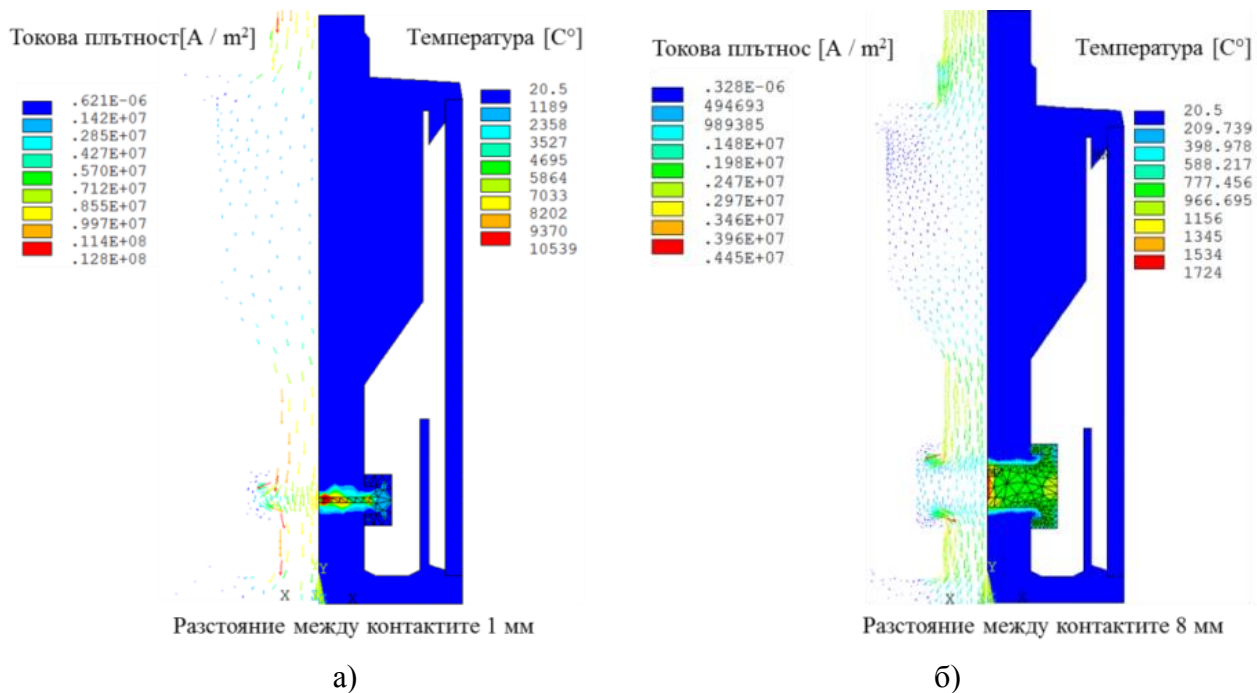 Токова плътност[A / m²]
Температура [C°]
.621E-06
.142E+07
.285E+07
.427E+07
.570E+07
.712E+07
.855E+07
.997E+07
.114E+08
.128E+08
20.5
1189
2358
3527
4695
5864
7033
8202
9370
10539
Y
X
X
Разстояние между контактите 1 мм
а)
Токова плътнос [A / m²]
Температура [C°]
.328E-06
494693
989385
.148E+07
.198E+07
.247E+07
.297E+07
.346E+07
.396E+07
.445E+07
20.5
209.739
398.978
588.217
777.456
966.695
1156
1345
1534
1724
Y
X
Разстояние между контактите 8 мм
б)